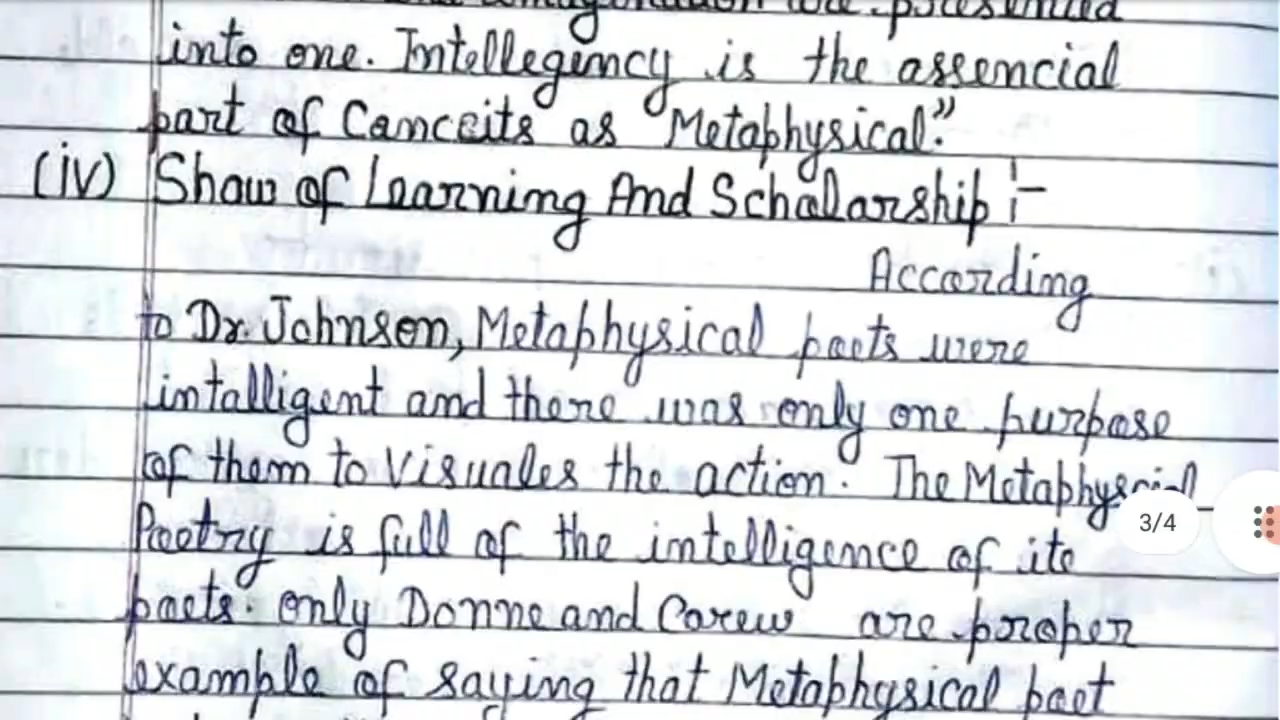 presented
into one. Intellegency is the assencial
part of Canceits as "Metaphysical."
(iv) Show of Learning And Schalarship :-
According
to Dr. Johnson, Metaphysical poets were
intalligent and there was only one purpose
of them to visuales the action. The Metaphysical
Poetry is full of the intelligence of its
poets. only Donne and Carew are proper
example of saying that Metaphysical poet
3/4